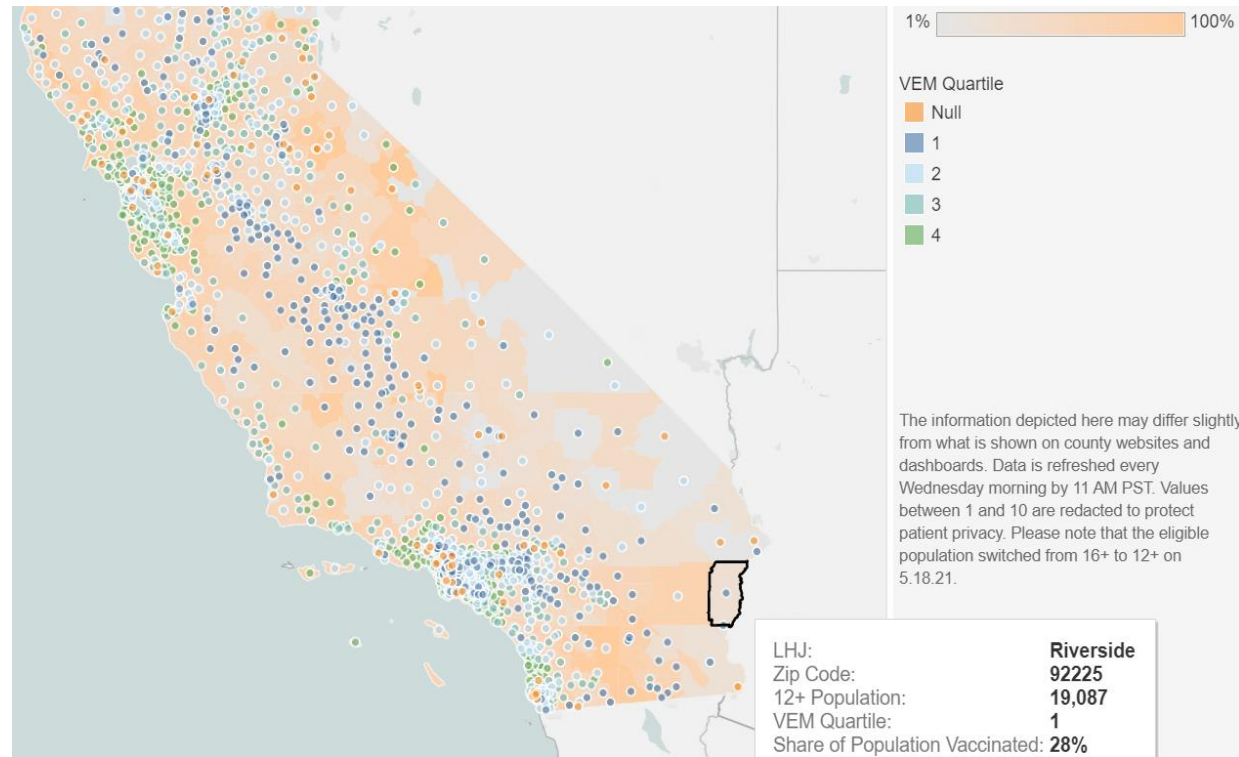 1% 100%
VEM Quartile
Null
1
2
3
4
The information depicted here may differ slightly
from what is shown on county websites and
dashboards. Data is refreshed every
Wednesday morning by 11 AM PST. Values
between 1 and 10 are redacted to protect
patient privacy. Please note that the eligible
population switched from 16+ to 12+ on
5.18.21.
LHJ: Riverside
Zip Code: 92225
12+ Population: 19,087
VEM Quartile: 1
Share of Population Vaccinated: 28%